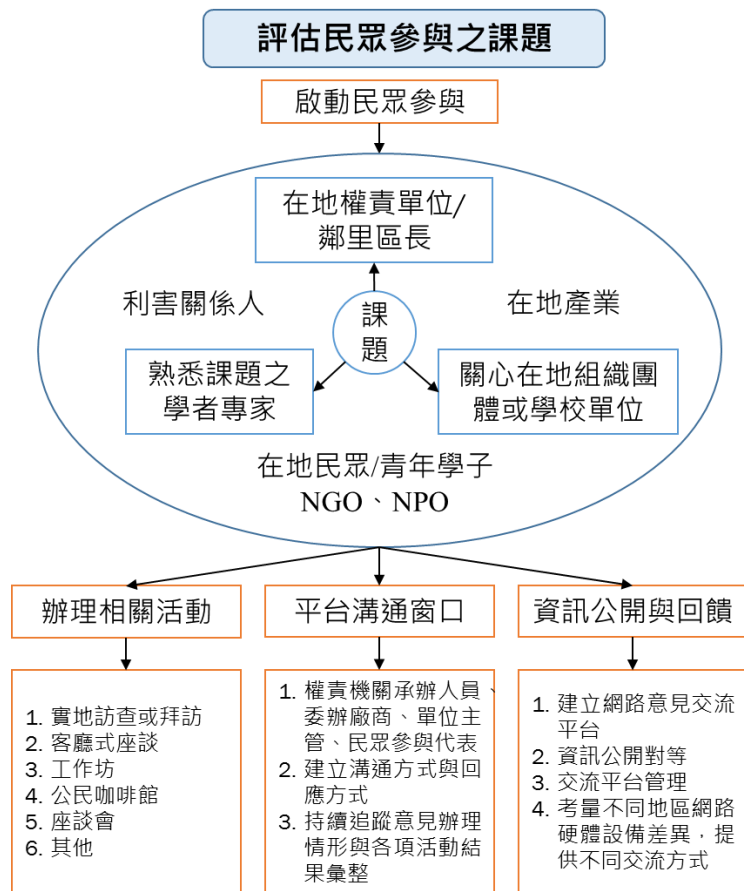 評估民眾參與之課題
啟動民眾參與
在地權責單位/
鄰里區長
利害關係人
課
題
在地產業
熟悉課題之
學者專家
關心在地組織團
體或學校單位
在地民眾/青年學子
NGO、NPO
辦理相關活動
1. 實地訪查或拜訪
2. 客廳式座談
3. 工作坊
4. 公民咖啡館
5. 座談會
6. 其他
平台溝通窗口
1. 權責機關承辦人員、
委辦廠商、單位主
管、民眾參與代表
2. 建立溝通方式與回
應方式
3. 持續追蹤意見辦理
情形與各項活動結
果彙整
資訊公開與回饋
1. 建立網路意見交流
平台
2. 資訊公開對等
3. 交流平台管理
4. 考量不同地區網路
硬體設備差異，提
供不同交流方式